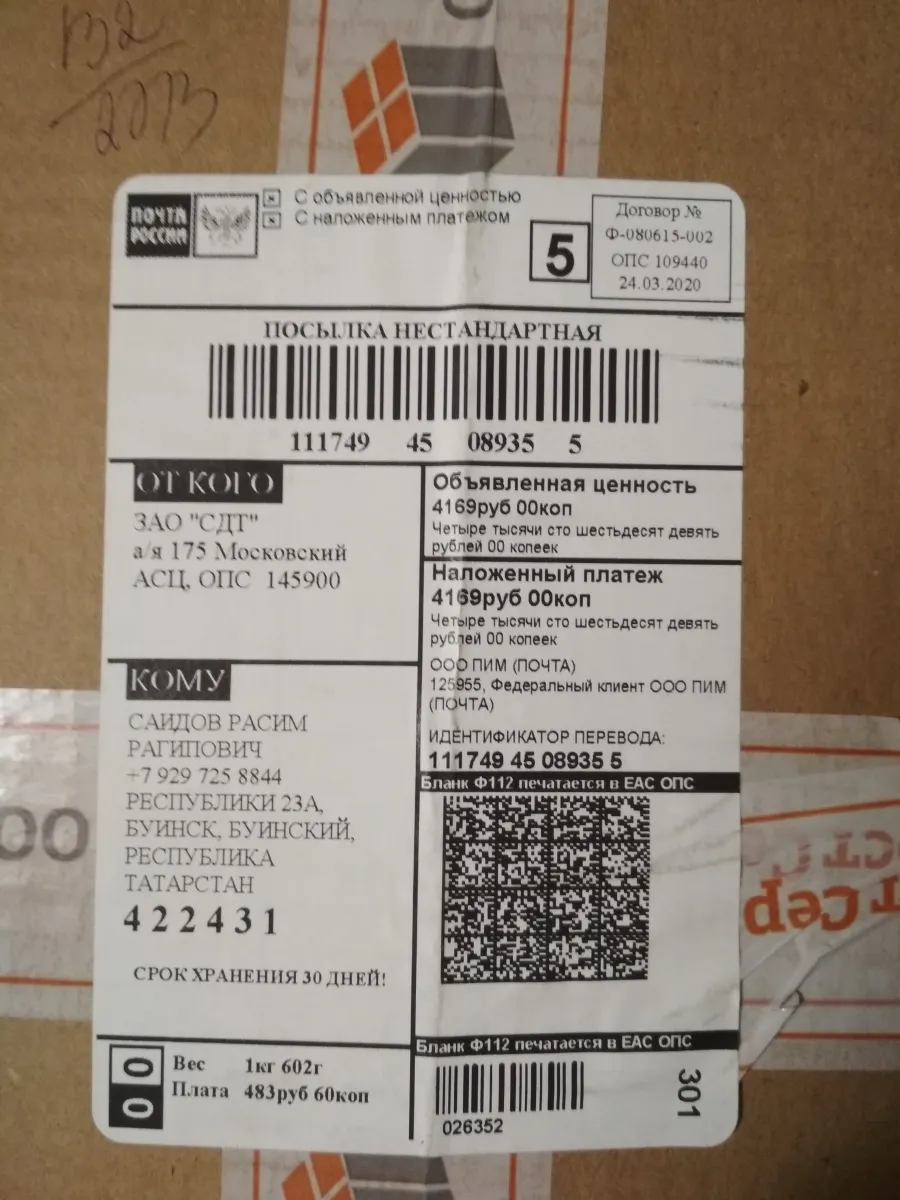 132
2073
ПОЧТА
РОССИИ
С объявленной ценностью
С наложенным платежом
5
Договор №
Ф-080615-002
ОПС 109440
24.03.2020
ПОСЫЛКА НЕСТАНДАРТНАЯ
111749 45 08935 5
ОТ КОГО
ЗАО "СДТ"
а/я 175 Московский
АСЦ, ОПС 145900
Объявленная ценность
4169руб 00коп
Четыре тысячи сто шестьдесят девять
рублей 00 копеек
Наложенный платеж
4169руб 00коп
Четыре тысячи сто шестьдесят девять
рублей 00 копеек
ООО ПИМ (ПОЧТА)
125955, Федеральный клиент ООО ПИМ
(ПОЧТА)
ИДЕНТИФИКАТОР ПЕРЕВОДА:
111749 45 08935 5
Бланк Ф112 печатается в ЕАС ОПС
КОМУ
САИДОВ РАСИМ
РАГИПОВИЧ
+7 929 725 8844
РЕСПУБЛИКИ 23А,
БУИНСК, БУИНСКИЙ,
РЕСПУБЛИКА
ТАТАРСТАН
422431
СРОК ХРАНЕНИЯ 30 ДНЕЙ!
Бланк Ф112 печатается в ЕАС ОПС
0
0
Вес 1кг 602г
Плата 483руб 60коп
026352
301